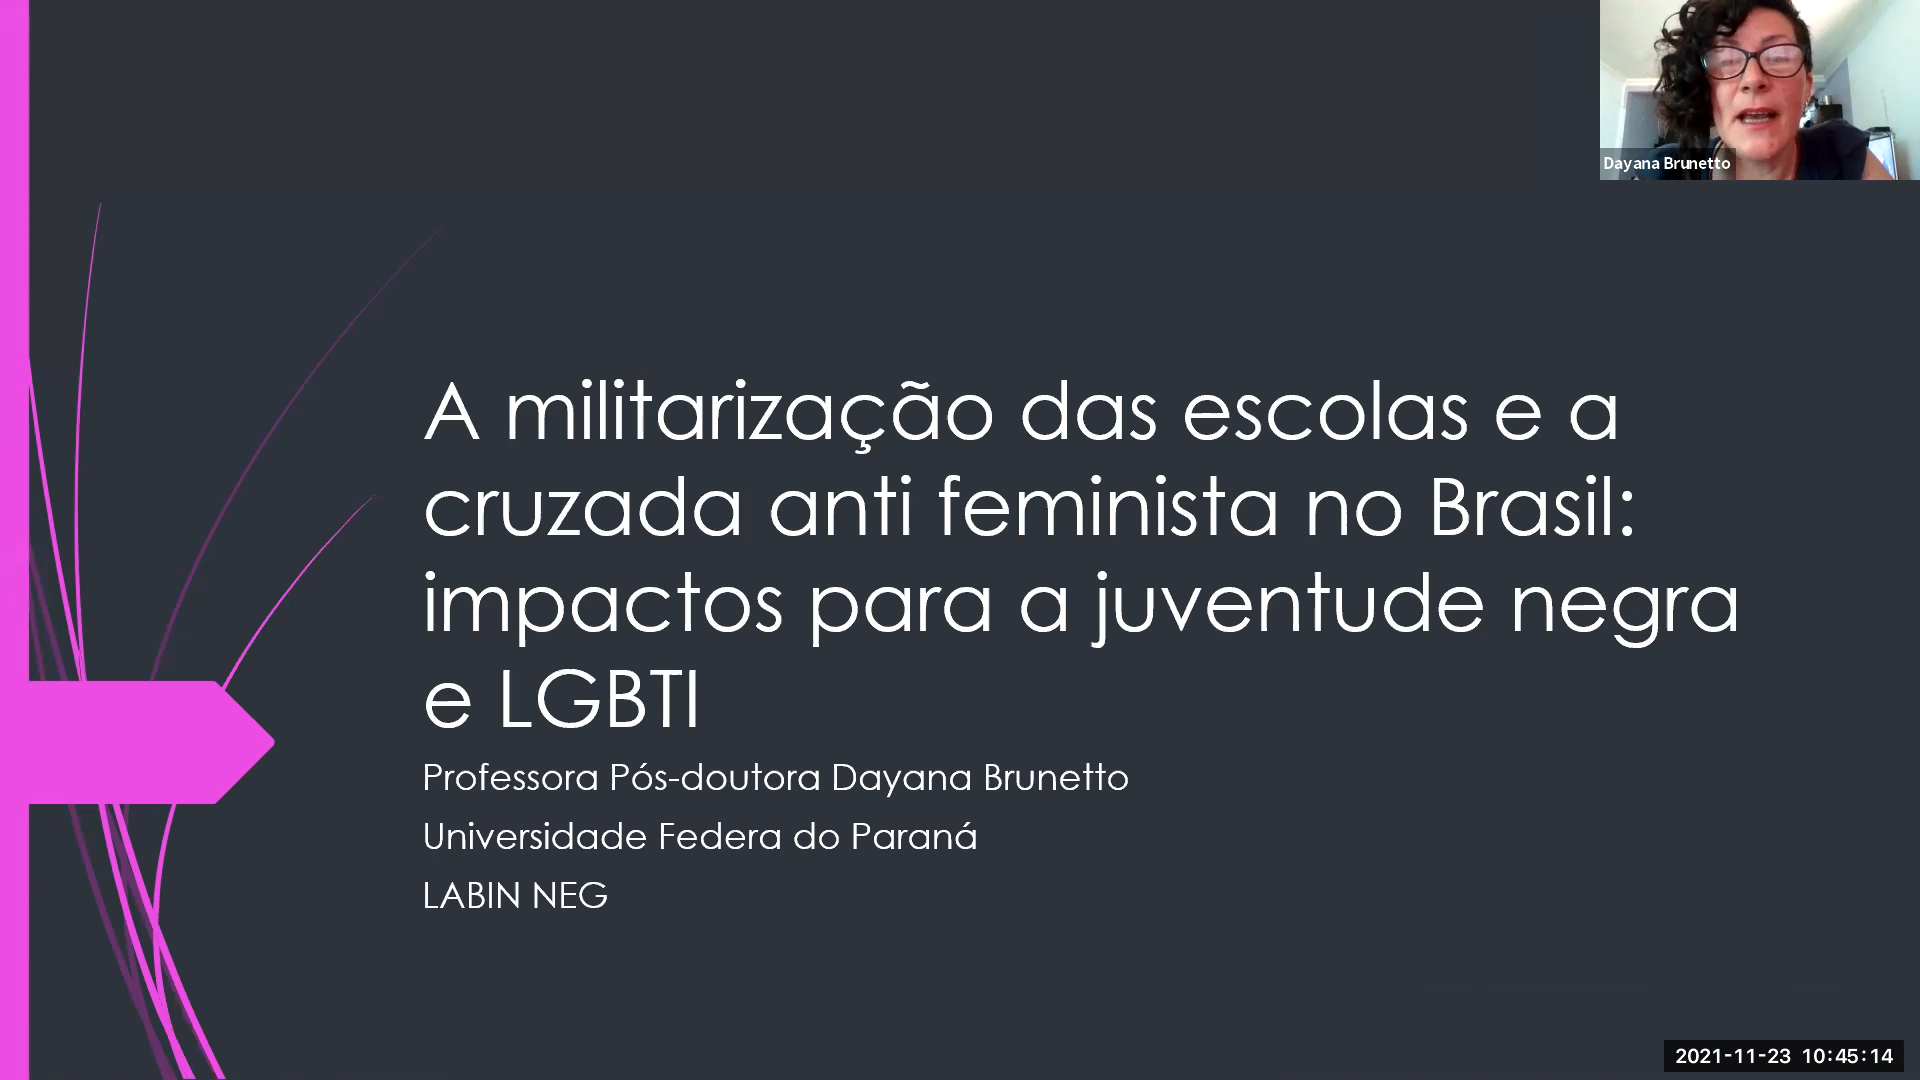 Dayana Brunetto
A militarização das escolas e a
cruzada anti feminista no Brasil:
impactos para a juventude negra
e LGBTI
Professora Pós-doutora Dayana Brunetto
Universidade Federa do Paraná
LABIN NEG
2021-11-23 10:45:14